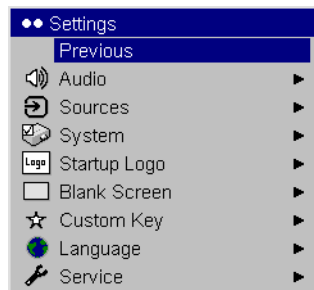 Settings
Previous
Audio
Sources
System
Logo Startup Logo
Blank Screen
Custom Key
Language
Service